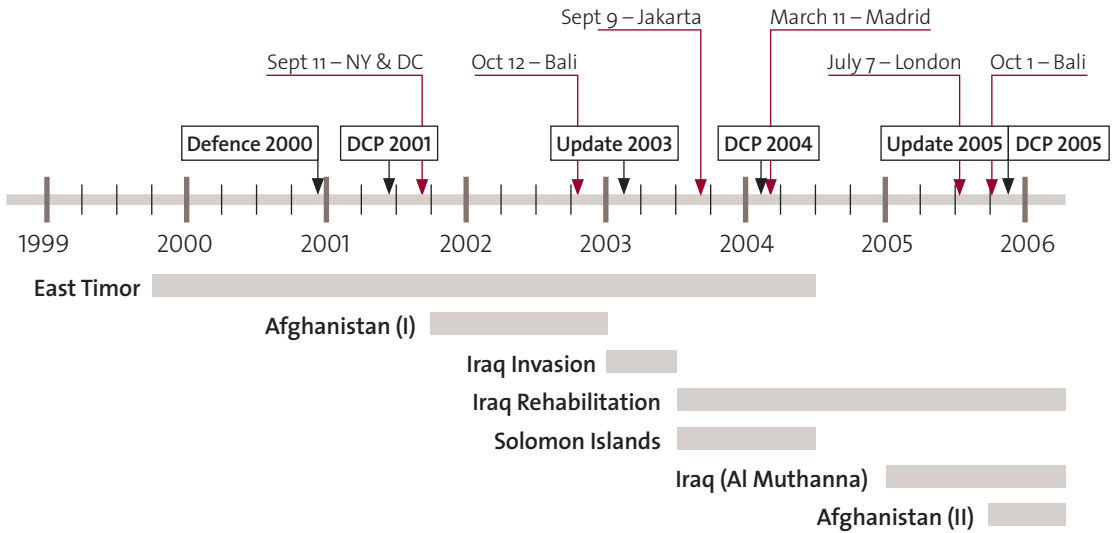 Sept 9 – Jakarta
March 11 – Madrid
Sept 11 – NY & DC
Oct 12 – Bali
July 7 – London
Oct 1 – Bali
Defence 2000
DCP 2001
Update 2003
DCP 2004
Update 2005
DCP 2005
1999
2000
2001
2002
2003
2004
2005
2006
East Timor
Afghanistan (I)
Iraq Invasion
Iraq Rehabilitation
Solomon Islands
Iraq (Al Muthanna)
Afghanistan (II)